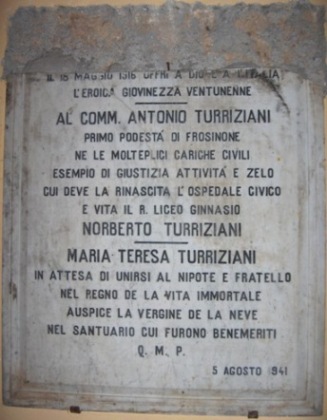 IL 15 MAGGIO 1916 OFFRÌ A DIO E A L'ITALIA
L'EROICA GIOVINEZZA VENTUNENNE
AL COMM. ANTONIO TURRIZIANI
PRIMO PODESTÀ DI FROSINONE
NE LE MOLTEPLICI CARICHE CIVILI
ESEMPIO DI GIUSTIZIA ATTIVITÀ E ZELO
CUI DEVE LA RINASCITA L'OSPEDALE CIVICO
E VITA IL R. LICEO GINNASIO
NORBERTO TURRIZIANI
MARIA TERESA TURRIZIANI
IN ATTESA DI UNIRSI AL NIPOTE E FRATELLO
NEL REGNO DE LA VITA IMMORTALE
AUSPICE LA VERGINE DE LA NEVE
NEL SANTUARIO CUI FURONO BENEMERITI
Q. M. P.
5 AGOSTO 1941